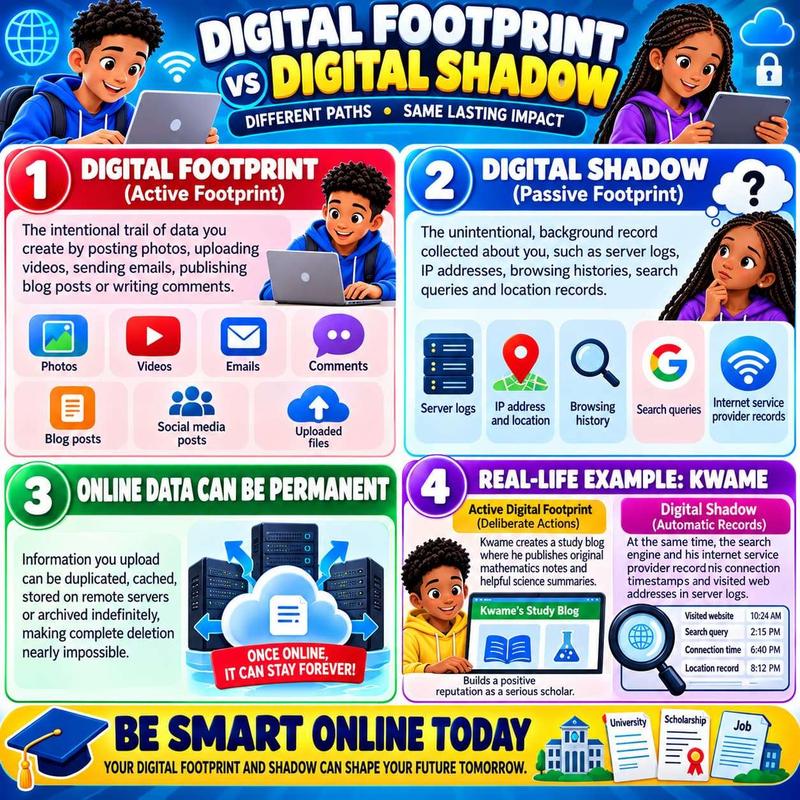 DIGITAL FOOTPRINT
VS DIGITAL SHADOW
DIFFERENT PATHS • SAME LASTING IMPACT
1 DIGITAL FOOTPRINT
(Active Footprint)
The intentional trail of data you
create by posting photos, uploading
videos, sending emails, publishing
blog posts or writing comments.
Photos
Videos
Emails
Comments
Blog posts
Social media
posts
Uploaded
files
2 DIGITAL SHADOW
(Passive Footprint)
?
The unintentional, background record
collected about you, such as server logs,
IP addresses, browsing histories, search
queries and location records.
Server logs
IP address
and location
Browsing
history
G
Search queries
Internet service
provider records
3 ONLINE DATA CAN BE PERMANENT
Information you upload
can be duplicated, cached,
stored on remote servers
or archived indefinitely,
making complete deletion
nearly impossible.
ONCE ONLINE,
IT CAN STAY FOREVER!
4 REAL-LIFE EXAMPLE: KWAME
Active Digital Footprint
(Deliberate Actions)
Kwame creates a study blog
where he publishes original
mathematics notes and
helpful science summaries.
Kwame's Study Blog
Builds a positive
reputation as a serious scholar.
Digital Shadow
(Automatic Records)
At the same time, the search
engine and his internet service
provider record nis connection
timestamps and visited web
addresses in server logs.
Visited website 10:24 AM
Search query 2:15 PM
Connection time 6:40 PM
Location record 8:12 PM
BE SMART ONLINE TODAY
YOUR DIGITAL FOOTPRINT AND SHADOW CAN SHAPE YOUR FUTURE TOMORROW.
University
Scholarship
Job